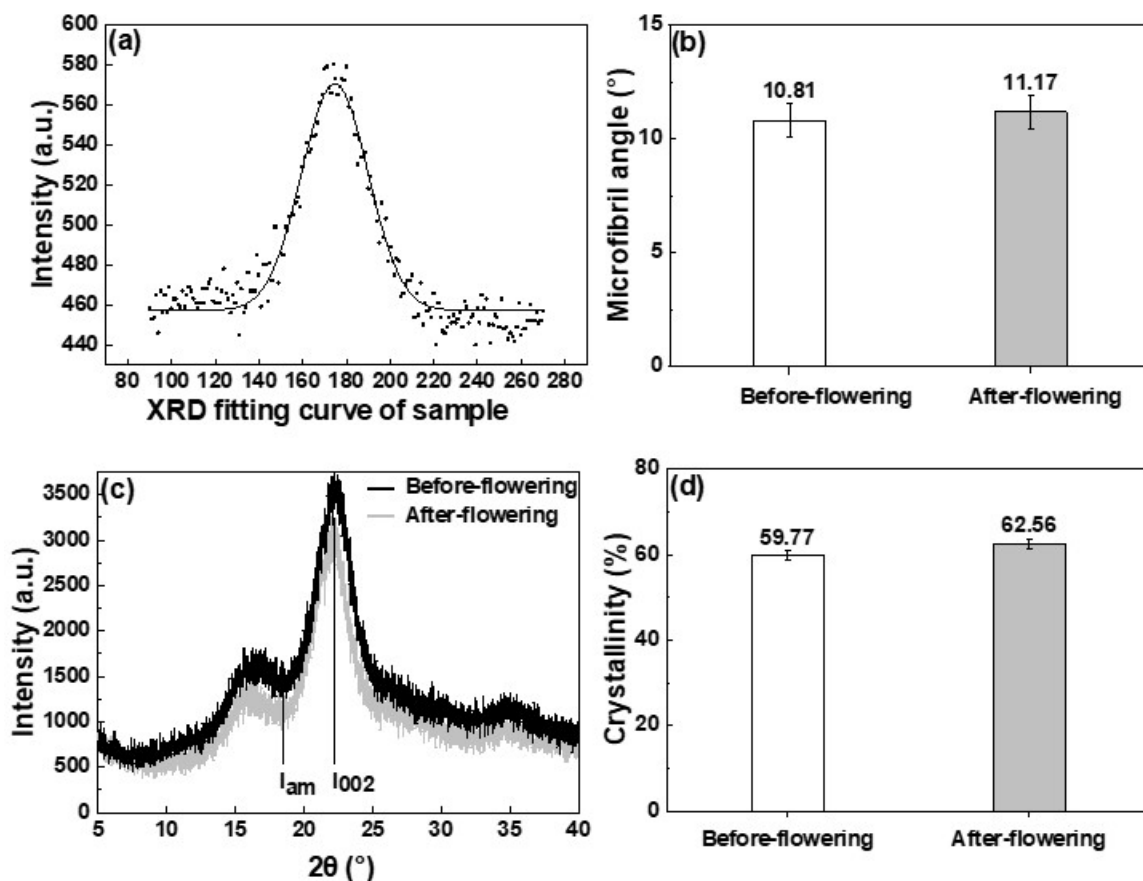 (a)
Intensity (a.u.)
600
580
560
540
520
500
480
460
440
80 100 120 140 160 180 200 220 240 260 280
XRD fitting curve of sample
(b)
Microfibril angle (°)
15
10
5
0
10.81
11.17
Before-flowering
After-flowering
(c)
Intensity (a.u.)
3500
3000
2500
2000
1500
1000
500
0
Before-flowering
After-flowering
Iam
I002
5 10 15 20 25 30 35 40
2θ (°)
(d)
Crystallinity (%)
80
60
40
20
0
59.77
62.56
Before-flowering
After-flowering